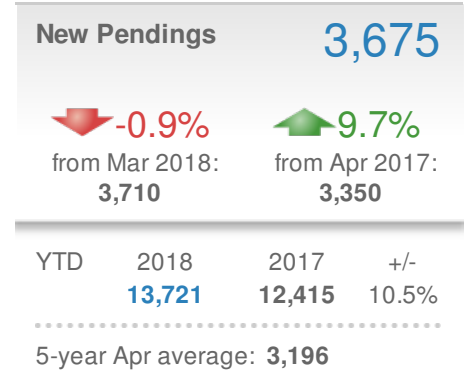 New Pendings 3,675
-0.9% 9.7%
from Mar 2018: from Apr 2017:
3,710 3,350
YTD 2018 2017 +/-
13,721 12,415 10.5%
5-year Apr average: 3,196